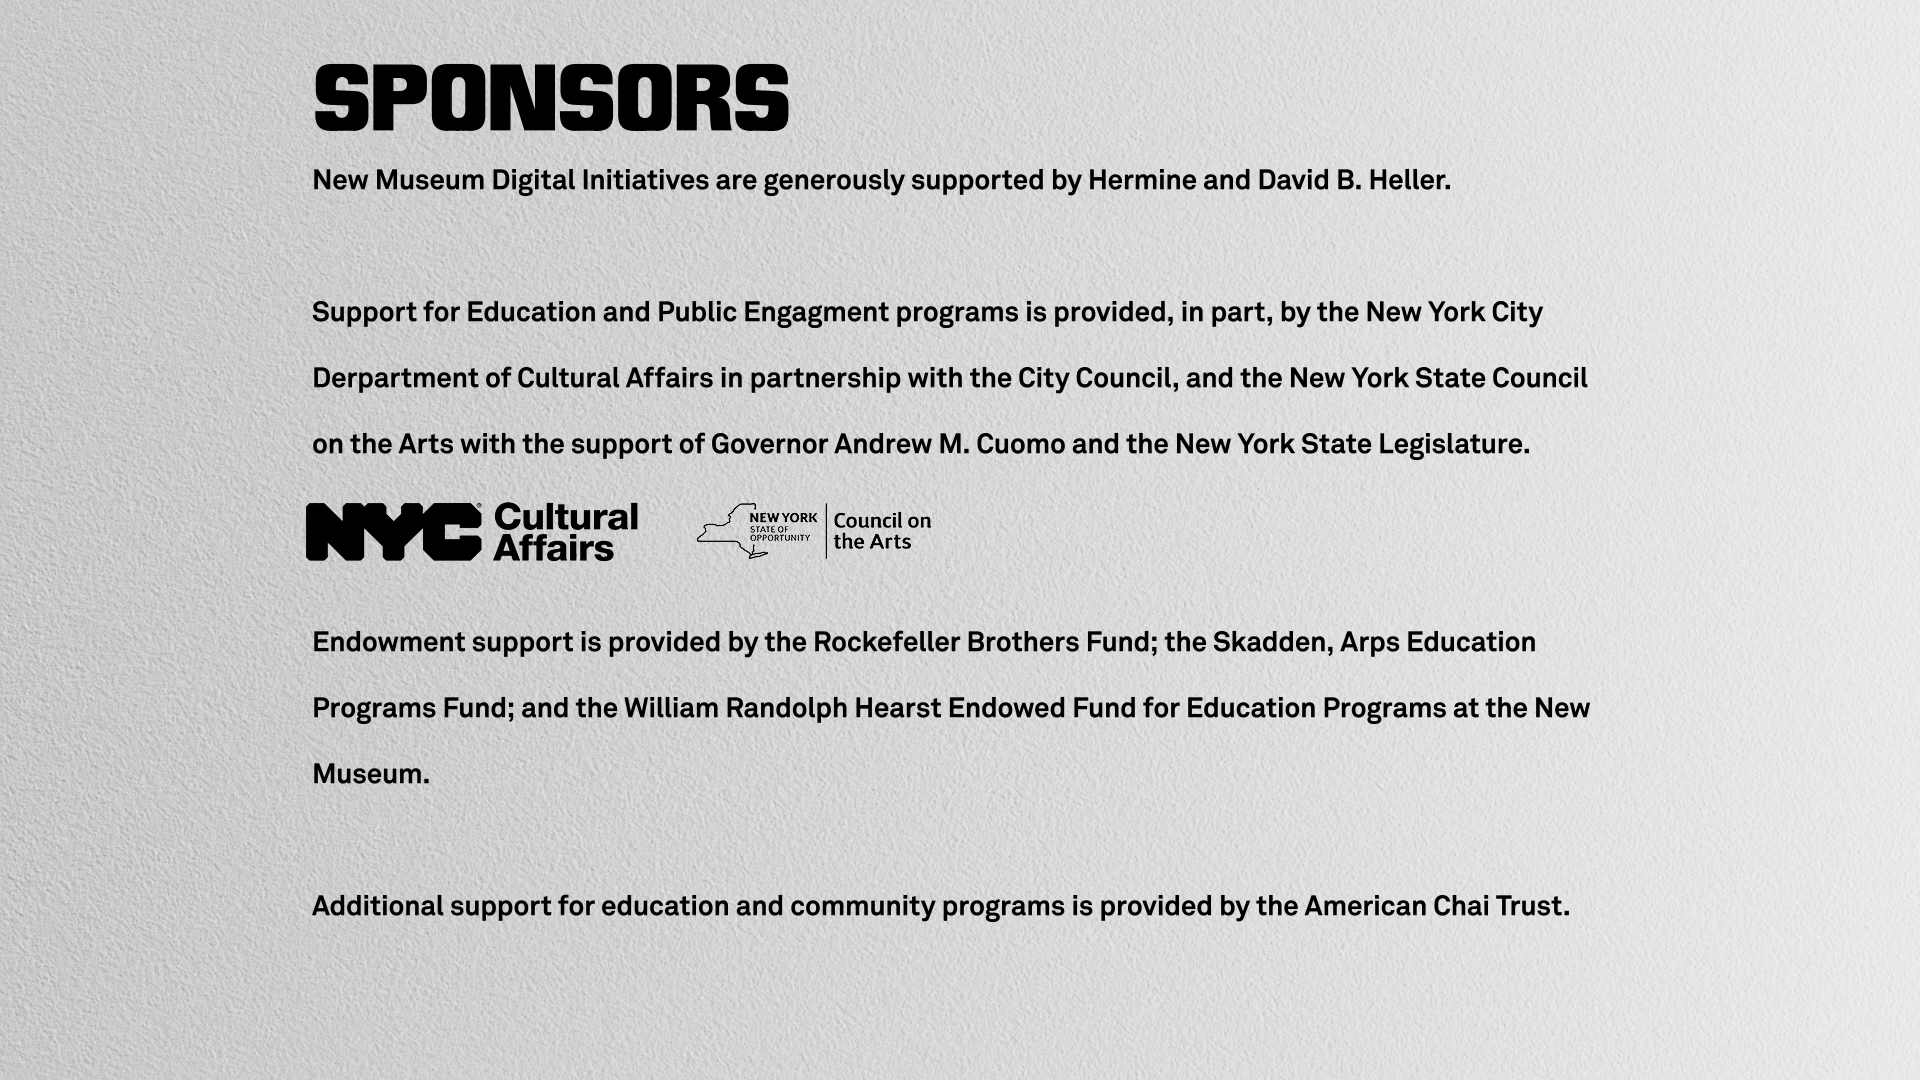 SPONSORS
New Museum Digital Initiatives are generously supported by Hermine and David B. Heller.
Support for Education and Public Engagment programs is provided, in part, by the New York City
Derpartment of Cultural Affairs in partnership with the City Council, and the New York State Council
on the Arts with the support of Governor Andrew M. Cuomo and the New York State Legislature.
NYC® Cultural
Affairs
NEW YORK
STATE OF
OPPORTUNITY
Council on
the Arts
Endowment support is provided by the Rockefeller Brothers Fund; the Skadden, Arps Education
Programs Fund; and the William Randolph Hearst Endowed Fund for Education Programs at the New
Museum.
Additional support for education and community programs is provided by the American Chai Trust.